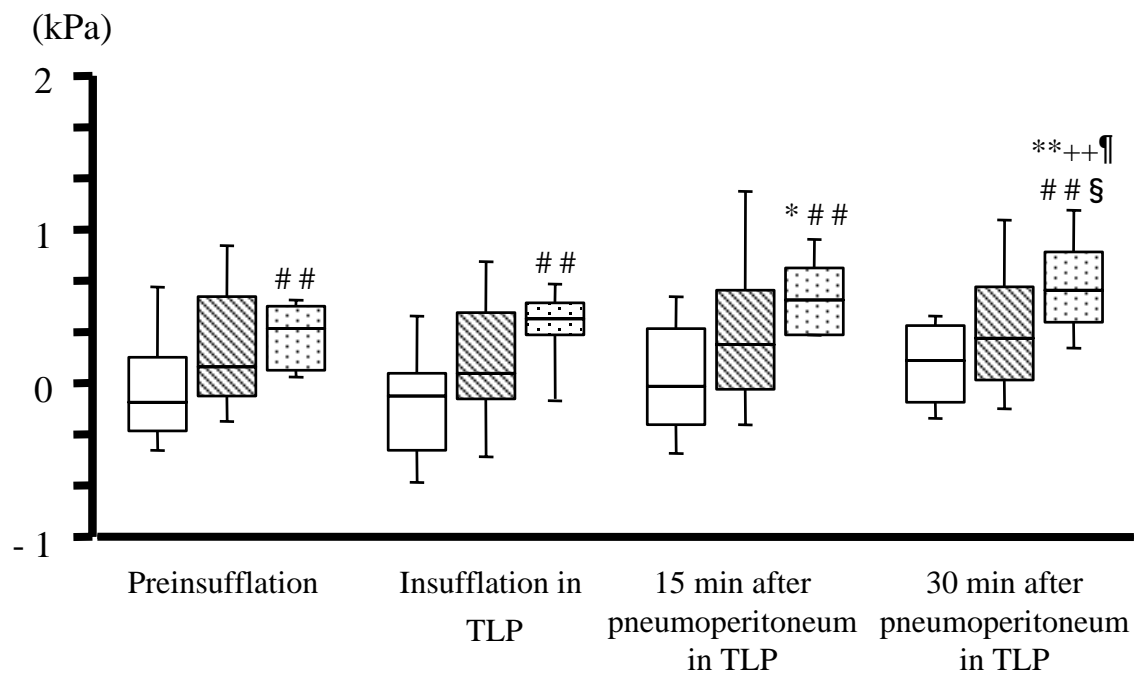 (kPa)
2
1
0
- 1
# #
# #
* # #
**++¶
# # §
Preinsufflation
Insufflation in
TLP
15 min after
pneumoperitoneum
in TLP
30 min after
pneumoperitoneum
in TLP